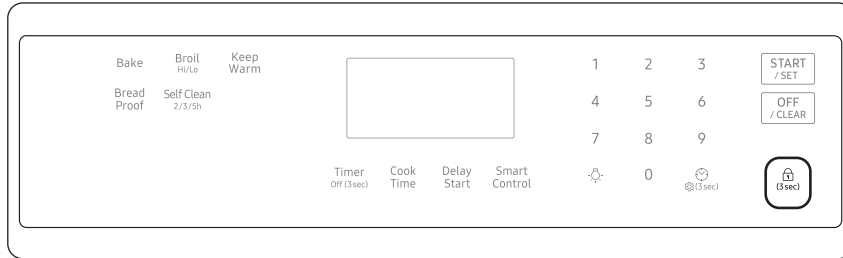 Bake
Broil
Hi/Lo
Keep
Warm
Bread
Proof
Self Clean
2/3/5h
Timer
Off (3 sec)
Cook
Time
Delay
Start
Smart
Control
1 2 3
4 5 6
7 8 9
0
(3 sec)
START
/ SET
OFF
/ CLEAR
(3 sec)